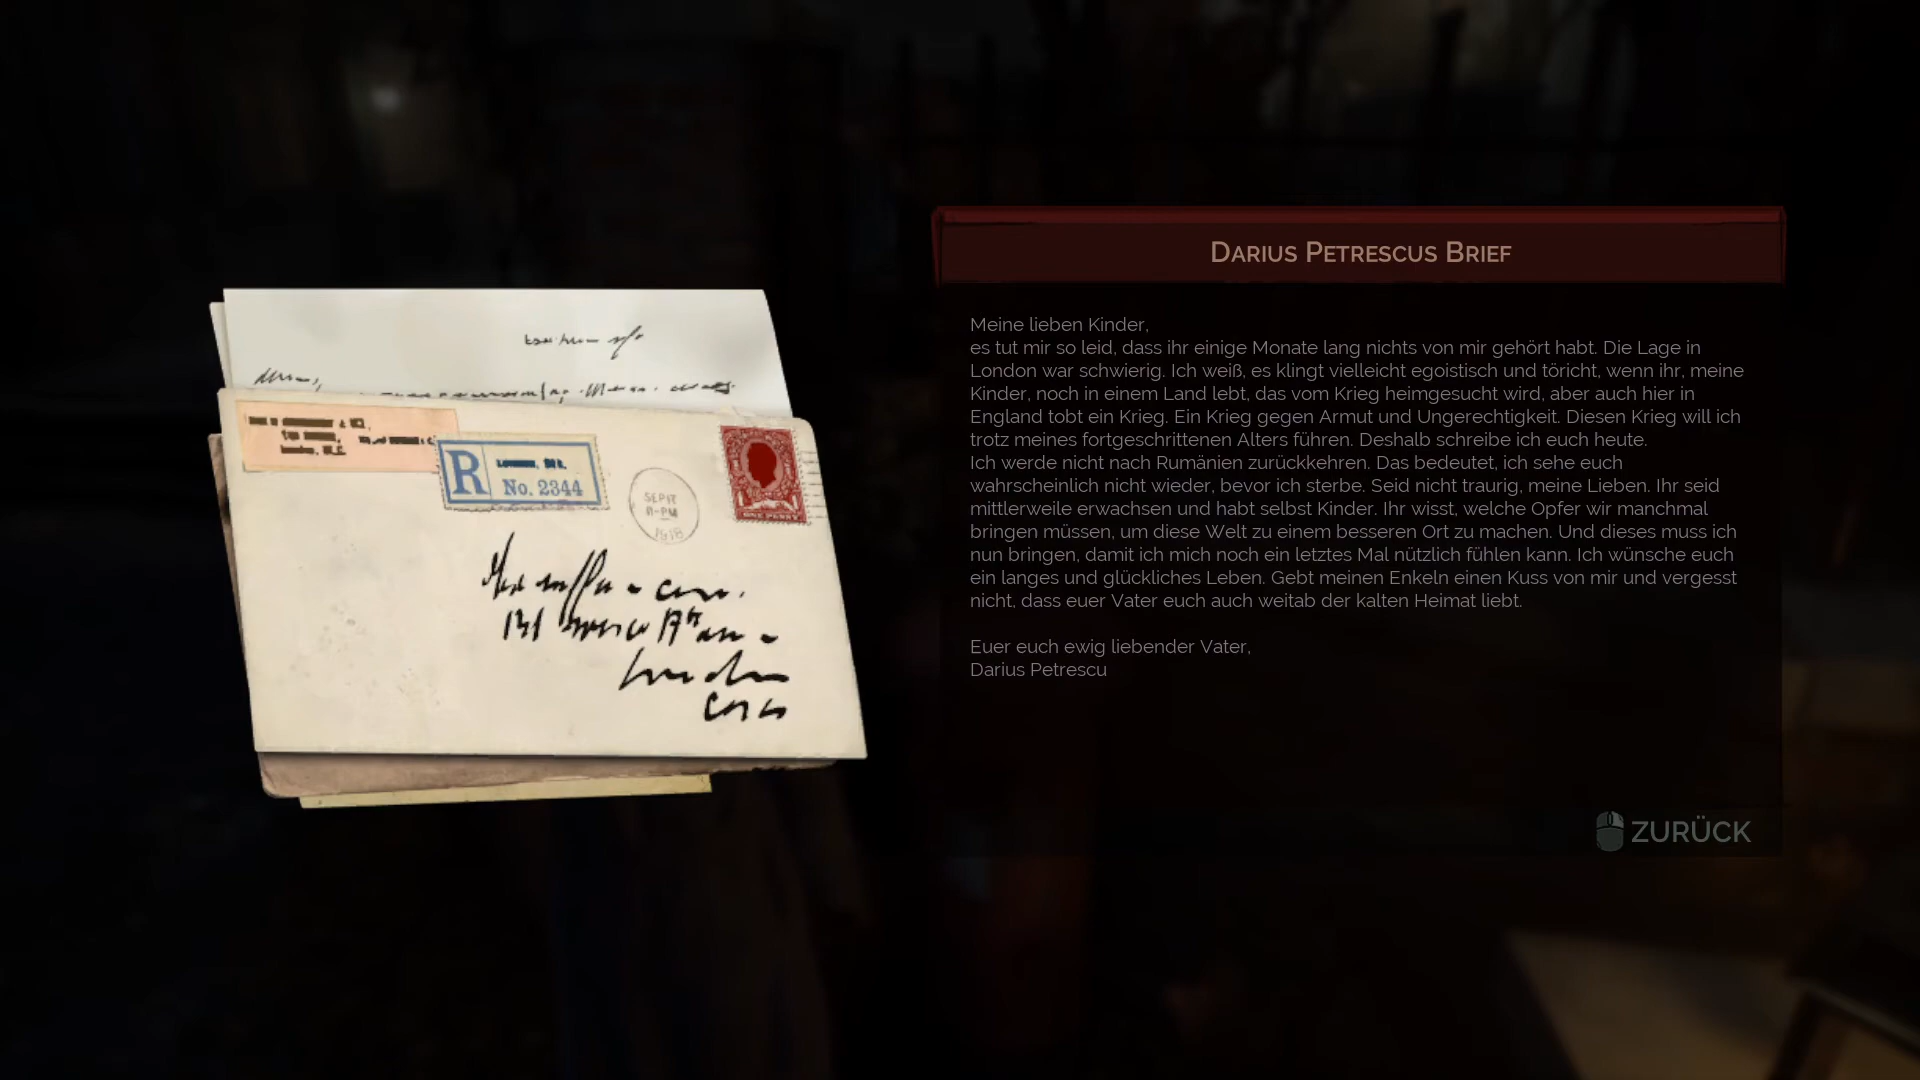 DARIUS PETRESCUS BRIEF
Meine lieben Kinder,
es tut mir so leid, dass ihr einige Monate lang nichts von mir gehört habt. Die Lage in
London war schwierig. Ich weiß, es klingt vielleicht egoistisch und töricht, wenn ihr, meine
Kinder, noch in einem Land lebt, das vom Krieg heimgesucht wird, aber auch hier in
England tobt ein Krieg. Ein Krieg gegen Armut und Ungerechtigkeit. Diesen Krieg will ich
trotz meines fortgeschrittenen Alters führen. Deshalb schreibe ich euch heute.
Ich werde nicht nach Rumänien zurückkehren. Das bedeutet, ich sehe euch
wahrscheinlich nicht wieder, bevor ich sterbe. Seid nicht traurig, meine Lieben. Ihr seid
mittlerweile erwachsen und habt selbst Kinder. Ihr wisst, welche Opfer wir manchmal
bringen müssen, um diese Welt zu einem besseren Ort zu machen. Und dieses muss ich
nun bringen, damit ich mich noch ein letztes Mal nützlich fühlen kann. Ich wünsche euch
ein langes und glückliches Leben. Gebt meinen Enkeln einen Kuss von mir und vergesst
nicht, dass euer Vater euch auch weitab der kalten Heimat liebt.
Euer euch ewig liebender Vater,
Darius Petrescu
ZURÜCK
R
No. 2344
8-PM
1918
1 1
ONE PENNY